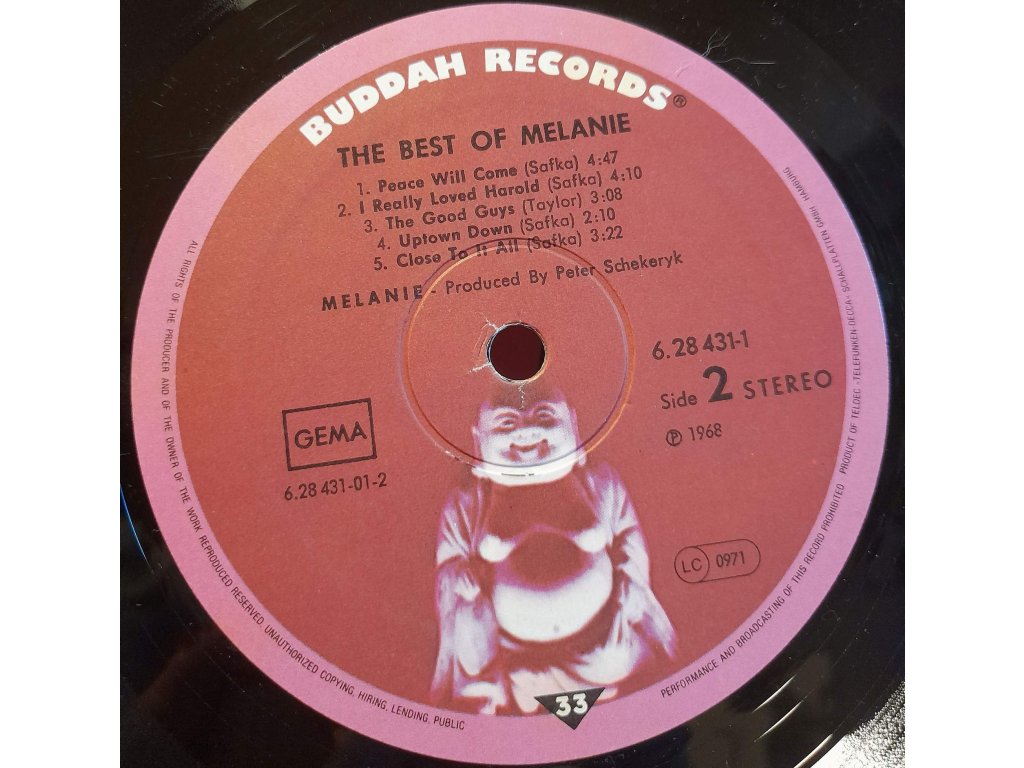 BUDDAH RECORDS®
THE BEST OF MELANIE
1. Peace Will Come (Safka) 4:47
2. I Really Loved Harold (Safka) 4:10
3. The Good Guys (Taylor) 3:08
4. Uptown Down (Safka) 2:10
5. Close To It All (Safka) 3:22
MELANIE - Produced By Peter Schekeryk
6.28 431-1
Side 2 STEREO
℗ 1968
GEMA
6.28 431-01-2
LC 0971
33
ALL RIGHTS OF THE PRODUCER AND OF THE OWNER OF THE WORK REPRODUCED RESERVED. UNAUTHORIZED COPYING, HIRING, LENDING, PUBLIC
PERFORMANCE AND BROADCASTING OF THIS RECORD PROHIBITED PRODUCT OF TELDEC »TELEFUNKEN-DECCA« SCHALLPLATTEN GMBH, HAMBURG